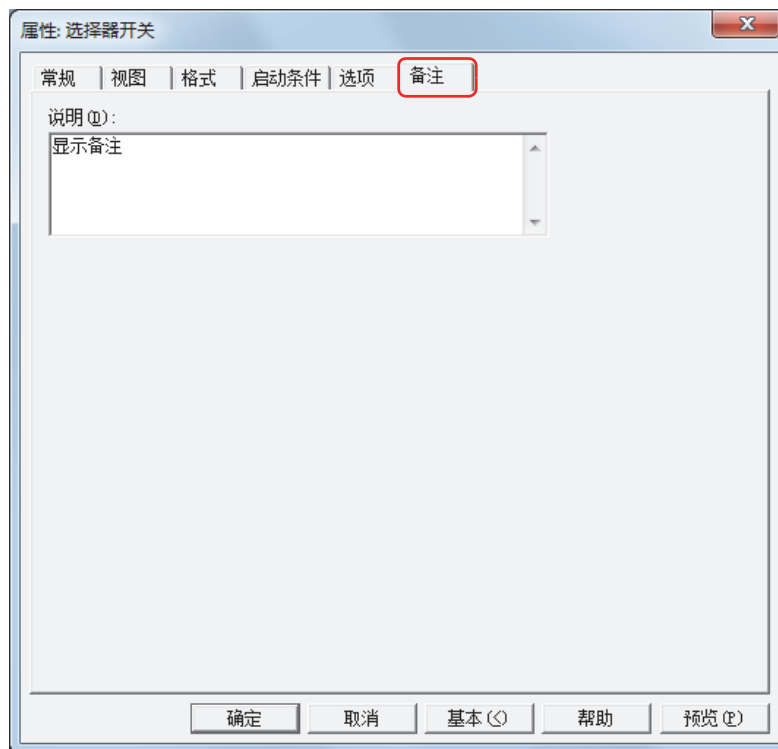 属性: 选择器开关
常规 视图 格式 启动条件 选项 备注
说明(D):
显示备注
确定 取消 基本(<) 帮助 预览(P)